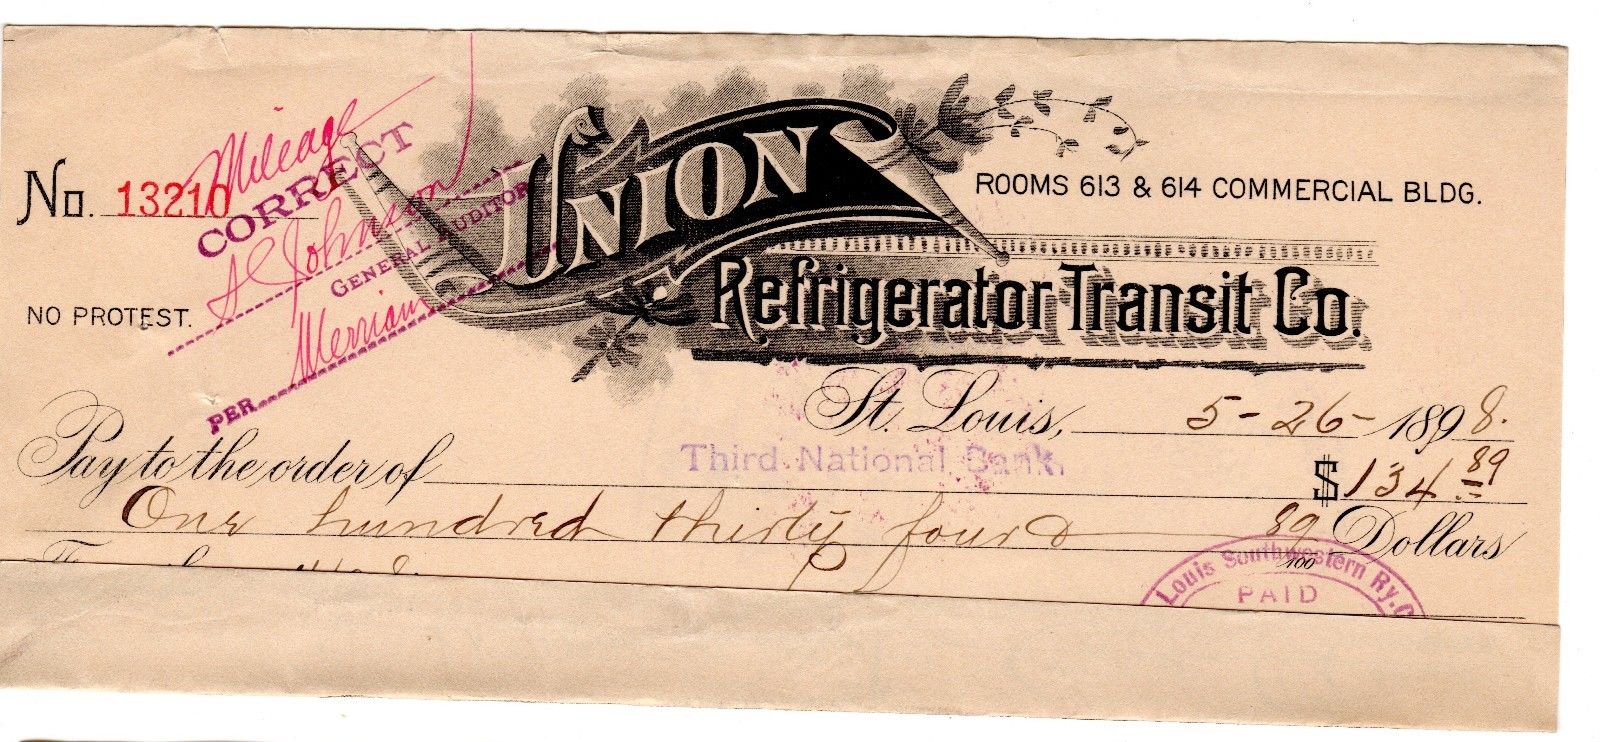 Mileage
No. 13210
CORRECT
Johnson
GENERAL AUDITOR
PER Merriam
NO PROTEST.
UNION
Refrigerator Transit Co.
ROOMS 613 & 614 COMMERCIAL BLDG.
St. Louis, 5-26-1898.
Pay to the order of Third National Bank. $134 89
One hundred thirty four 89/100 Dollars
Louis Southwestern Ry.
PAID